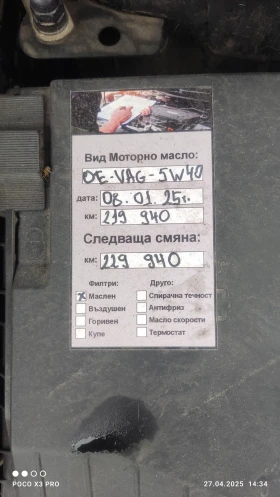 Вид Моторно масло:
OE-VAG-5W40
дата: 08.01.25г.
км: 219 940
Следваща смяна:
км: 229 940
Филтри: Друго:
Маслен Спирачна течност
Въздушен Антифриз
Горивен Масло скорости
Купе Термостат
POCO X3 PRO 27.04.2025 14:34